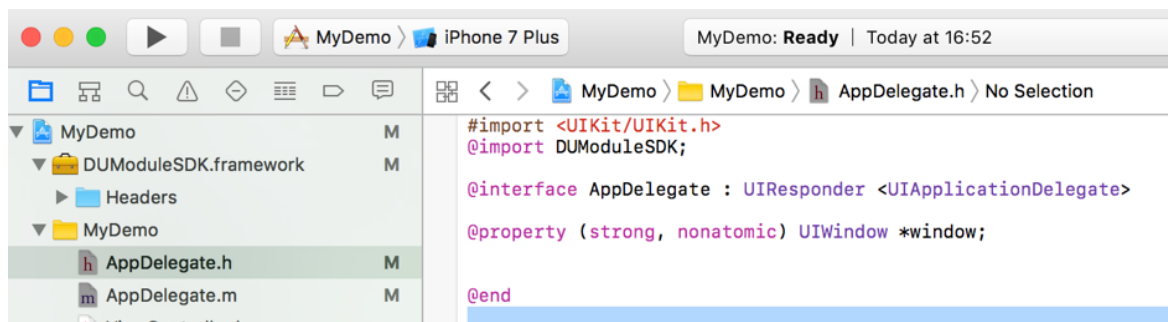 MyDemo 〉 iPhone 7 Plus
MyDemo: Ready | Today at 16:52
MyDemo 〉 MyDemo 〉 h AppDelegate.h 〉 No Selection
MyDemo M
DUModuleSDK.framework M
Headers
MyDemo
h AppDelegate.h M
m AppDelegate.m M
#import <UIKit/UIKit.h>
@import DUModuleSDK;
@interface AppDelegate : UIResponder <UIApplicationDelegate>
@property (strong, nonatomic) UIWindow *window;
@end